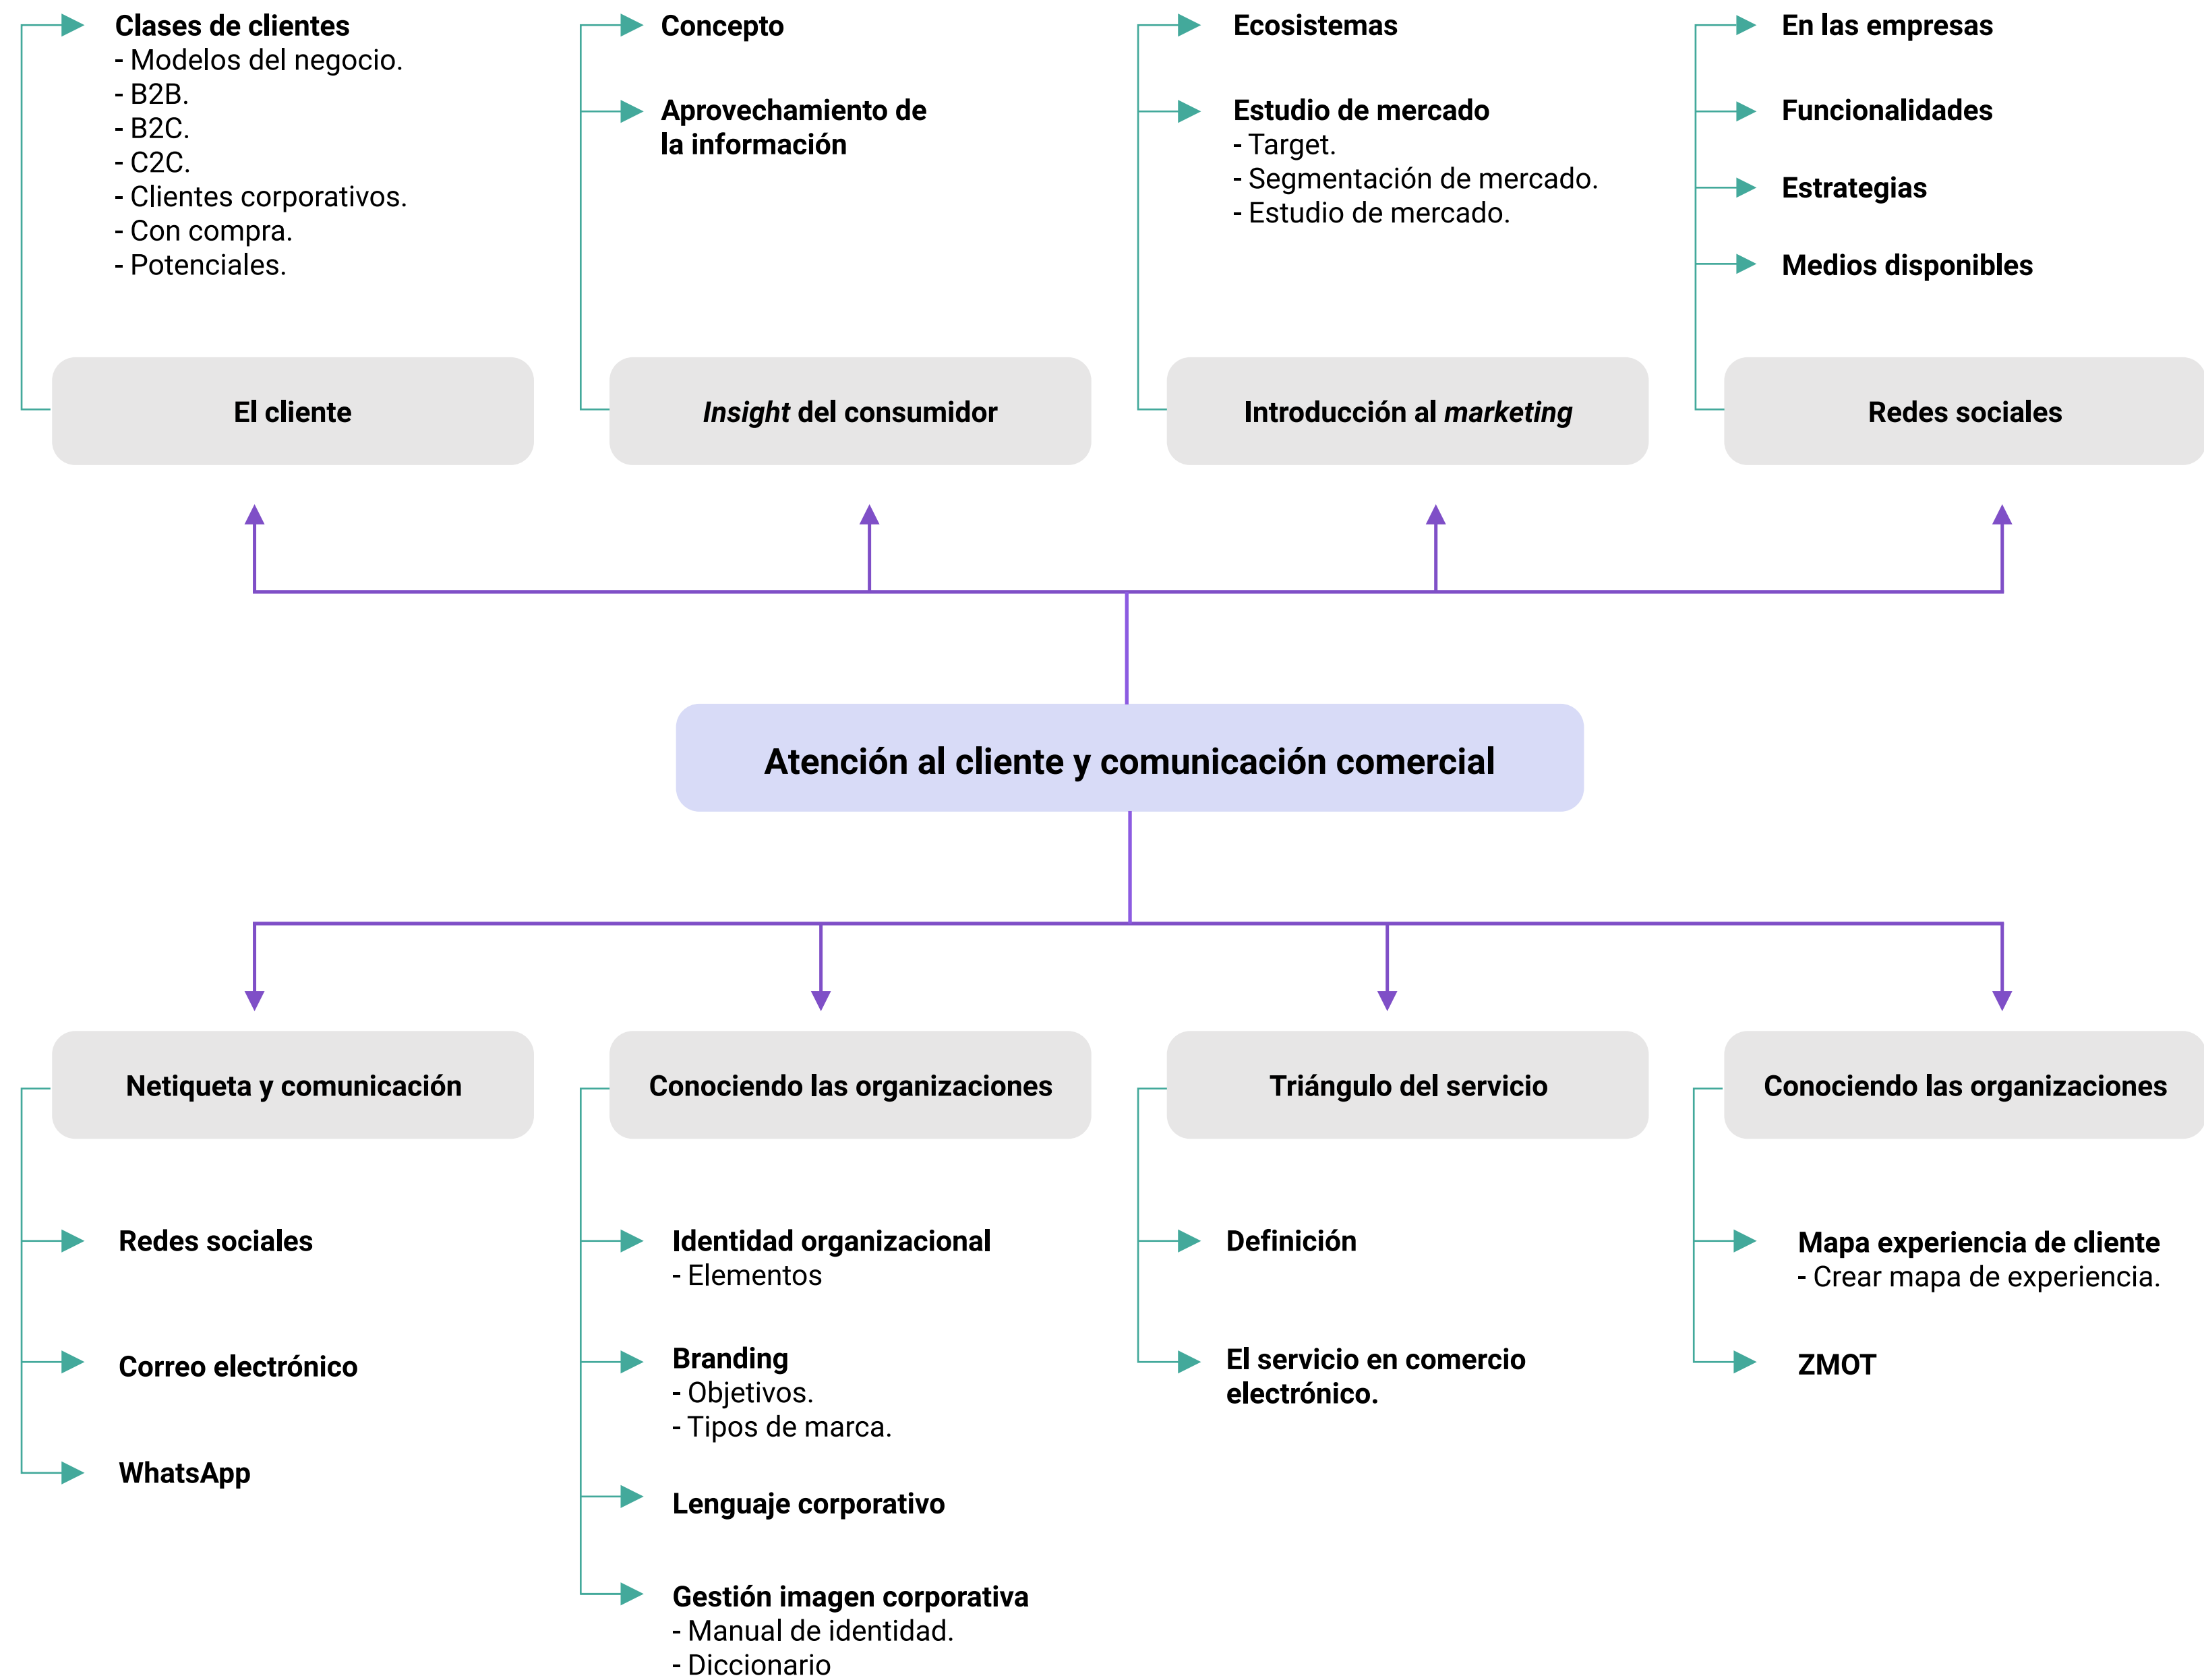 Clases de clientes
- Modelos del negocio.
- B2B.
- B2C.
- C2C.
- Clientes corporativos.
- Con compra.
- Potenciales.
El cliente
Concepto
Aprovechamiento de
la información
Insight del consumidor
Ecosistemas
Estudio de mercado
- Target.
- Segmentación de mercado.
- Estudio de mercado.
Introducción al marketing
En las empresas
Funcionalidades
Estrategias
Medios disponibles
Redes sociales
Atención al cliente y comunicación comercial
Netiqueta y comunicación
Redes sociales
Correo electrónico
WhatsApp
Conociendo las organizaciones
Identidad organizacional
- Elementos
Branding
- Objetivos.
- Tipos de marca.
Lenguaje corporativo
Gestión imagen corporativa
- Manual de identidad.
- Diccionario
Triángulo del servicio
Definición
El servicio en comercio
electrónico.
Conociendo las organizaciones
Mapa experiencia de cliente
- Crear mapa de experiencia.
ZMOT